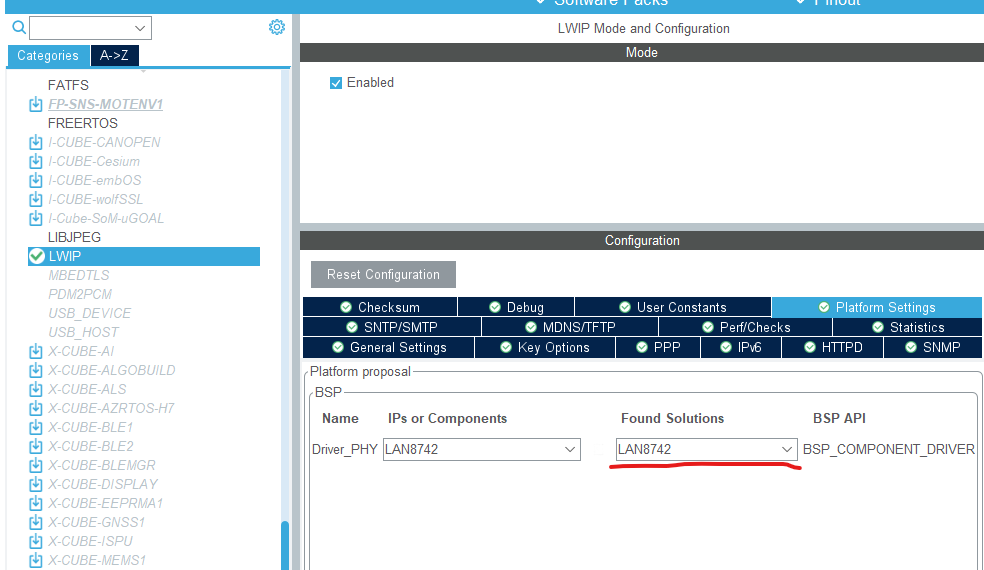 Software Packs
Pinout
LWIP Mode and Configuration
Mode
Categories
A->Z
Enabled
FATFS
FP-SNS-MOTENV1
FREERTOS
I-CUBE-CANOPEN
I-CUBE-Cesium
I-CUBE-embOS
I-CUBE-wolfSSL
I-Cube-SoM-uGOAL
LIBJPEG
LWIP
MBEDTLS
PDM2PCM
USB_DEVICE
USB_HOST
X-CUBE-AI
X-CUBE-ALGOBUILD
X-CUBE-ALS
X-CUBE-AZRTOS-H7
X-CUBE-BLE1
X-CUBE-BLE2
X-CUBE-BLEMGR
X-CUBE-DISPLAY
X-CUBE-EEPRMA1
X-CUBE-GNSS1
X-CUBE-ISPU
X-CUBE-MEMS1
Configuration
Reset Configuration
Checksum Debug User Constants Platform Settings
SNTP/SMTP MDNS/TFTP Perf/Checks Statistics
General Settings Key Options PPP IPv6 HTTPD SNMP
Platform proposal
BSP
Name IPs or Components Found Solutions BSP API
Driver_PHY LAN8742 LAN8742 BSP_COMPONENT_DRIVER